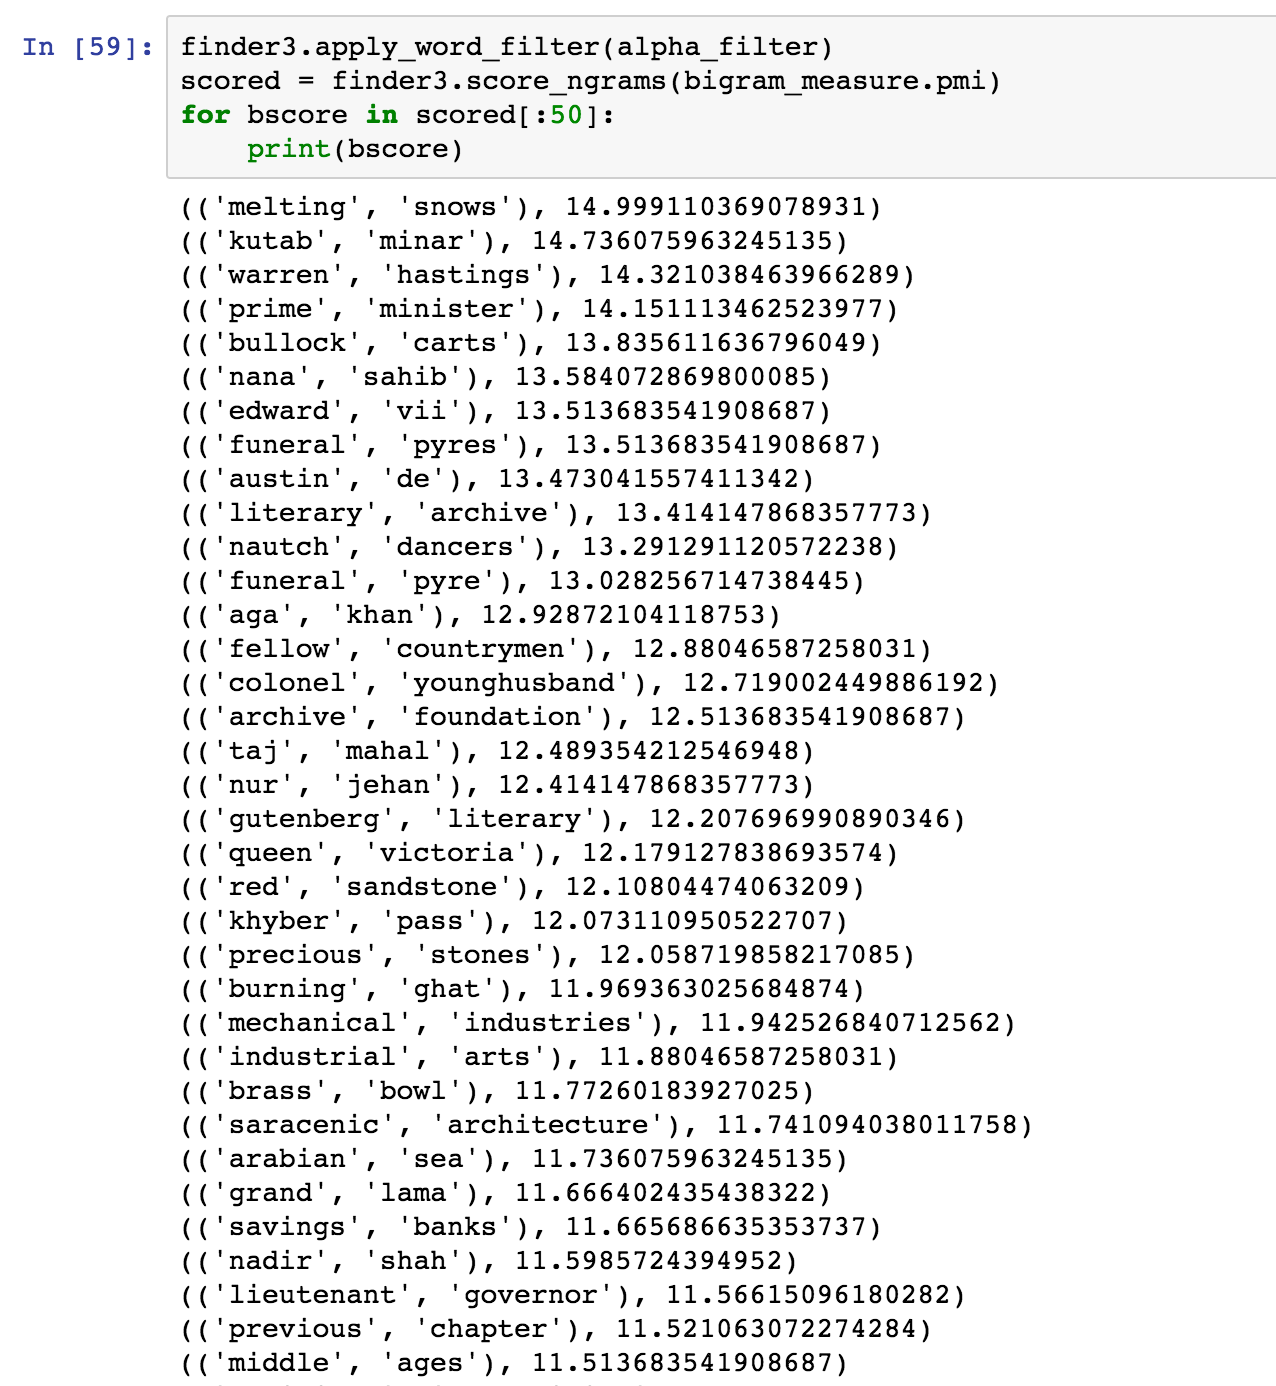 In [59]: finder3.apply_word_filter(alpha_filter)
scored = finder3.score_ngrams(bigram_measure.pmi)
for bscore in scored[:50]:
    print(bscore)
(('melting', 'snows'), 14.999110369078931)
(('kutab', 'minar'), 14.736075963245135)
(('warren', 'hastings'), 14.321038463966289)
(('prime', 'minister'), 14.151113462523977)
(('bullock', 'carts'), 13.835611636796049)
(('nana', 'sahib'), 13.584072869800085)
(('edward', 'vii'), 13.513683541908687)
(('funeral', 'pyres'), 13.513683541908687)
(('austin', 'de'), 13.473041557411342)
(('literary', 'archive'), 13.414147868357773)
(('nautch', 'dancers'), 13.291291120572238)
(('funeral', 'pyre'), 13.028256714738445)
(('aga', 'khan'), 12.92872104118753)
(('fellow', 'countrymen'), 12.88046587258031)
(('colonel', 'younghusband'), 12.719002449886192)
(('archive', 'foundation'), 12.513683541908687)
(('taj', 'mahal'), 12.489354212546948)
(('nur', 'jehan'), 12.414147868357773)
(('gutenberg', 'literary'), 12.207696990890346)
(('queen', 'victoria'), 12.179127838693574)
(('red', 'sandstone'), 12.10804474063209)
(('khyber', 'pass'), 12.073110950522707)
(('precious', 'stones'), 12.058719858217085)
(('burning', 'ghat'), 11.969363025684874)
(('mechanical', 'industries'), 11.942526840712562)
(('industrial', 'arts'), 11.88046587258031)
(('brass', 'bowl'), 11.77260183927025)
(('saracenic', 'architecture'), 11.741094038011758)
(('arabian', 'sea'), 11.736075963245135)
(('grand', 'lama'), 11.666402435438322)
(('savings', 'banks'), 11.665686635353737)
(('nadir', 'shah'), 11.5985724394952)
(('lieutenant', 'governor'), 11.56615096180282)
(('previous', 'chapter'), 11.521063072274284)
(('middle', 'ages'), 11.513683541908687)